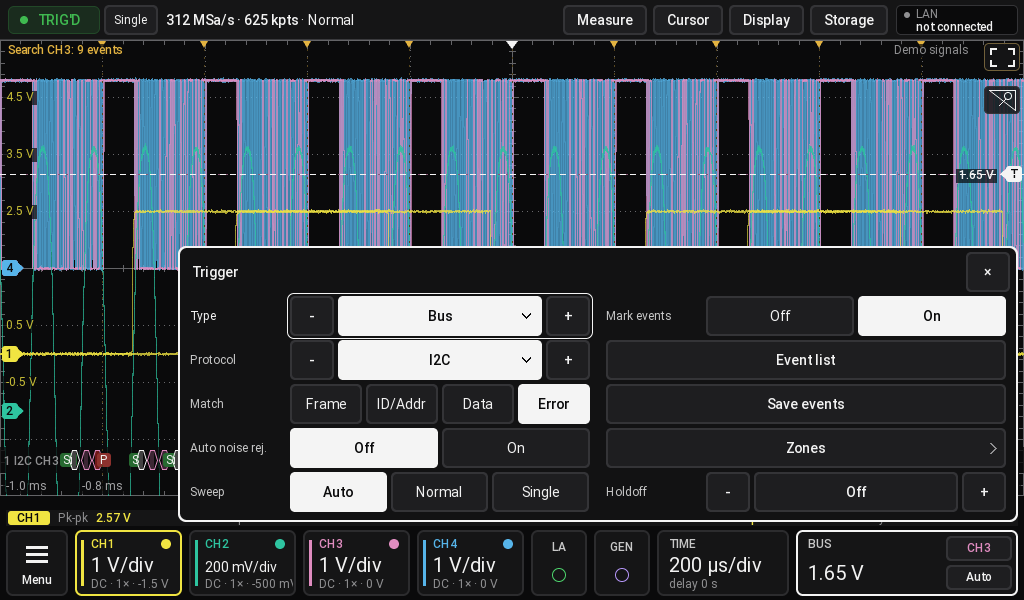 TRIG'D Single 312 MSa/s · 625 kpts · Normal Measure Cursor Display Storage LAN not connected
Search CH3: 9 events Demo signals
4.5 V
3.5 V
1.65 V T
2.5 V
4
0.5 V
1
-0.5 V
2
1 I2C CH3 S P S S
-1.0 ms -0.8 ms
Trigger ×
Type - Bus + Mark events Off On
Protocol - I2C + Event list
Match Frame ID/Addr Data Error Save events
Auto noise rej. Off On Zones
Sweep Auto Normal Single Holdoff - Off +
CH1 Pk-pk 2.57 V
Menu
CH1 1 V/div DC · 1× · -1.5 V
CH2 200 mV/div DC · 1× · -500 mV
CH3 1 V/div DC · 1× · 0 V
CH4 1 V/div DC · 1× · 0 V
LA
GEN
TIME 200 µs/div delay 0 s
BUS 1.65 V CH3 Auto